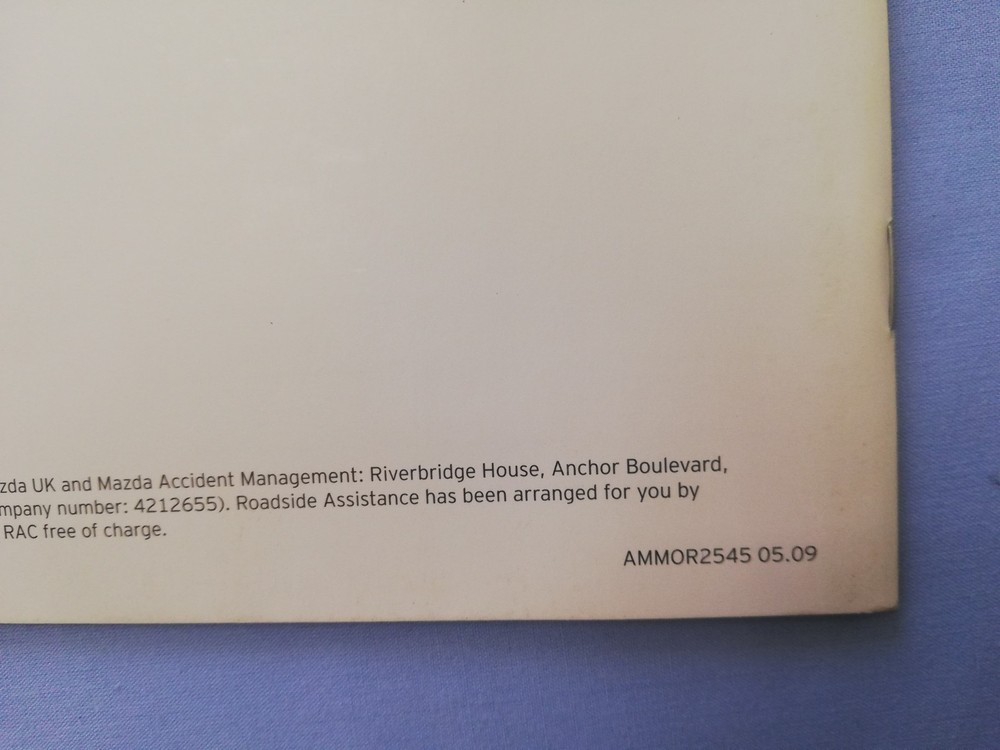 zda UK and Mazda Accident Management: Riverbridge House, Anchor Boulevard,
mpany number: 4212655). Roadside Assistance has been arranged for you by
RAC free of charge.
AMMOR2545 05.09